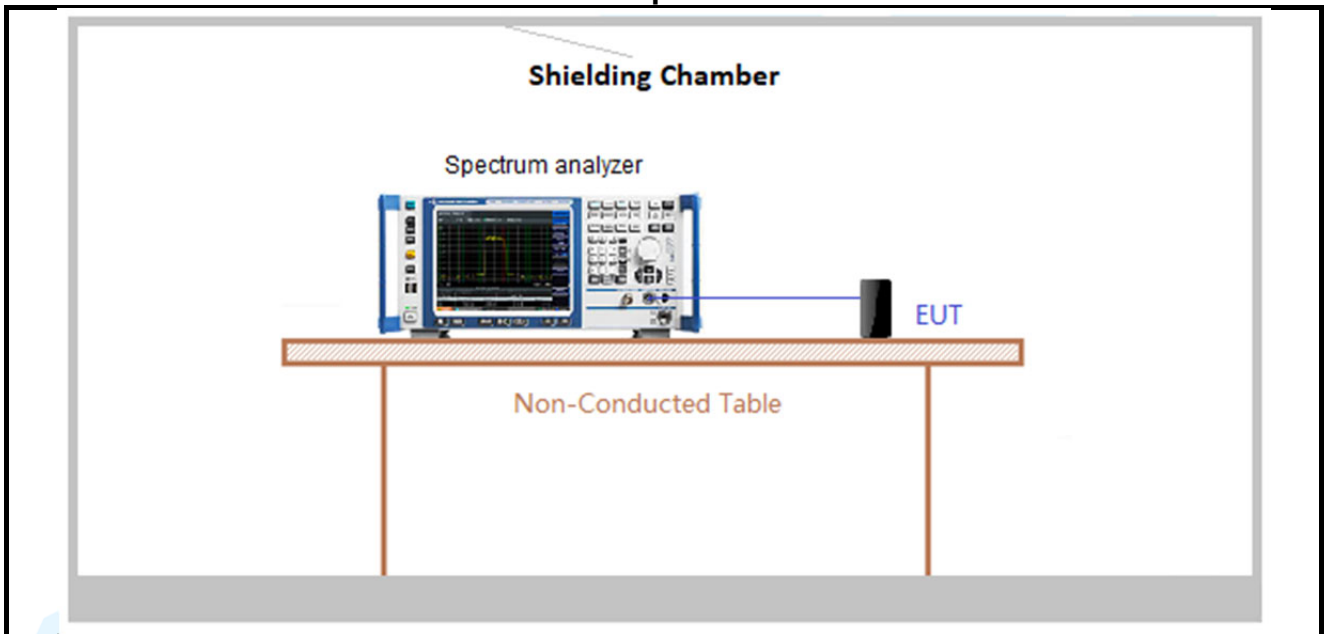 Shielding Chamber
Spectrum analyzer
EUT
Non-Conducted Table